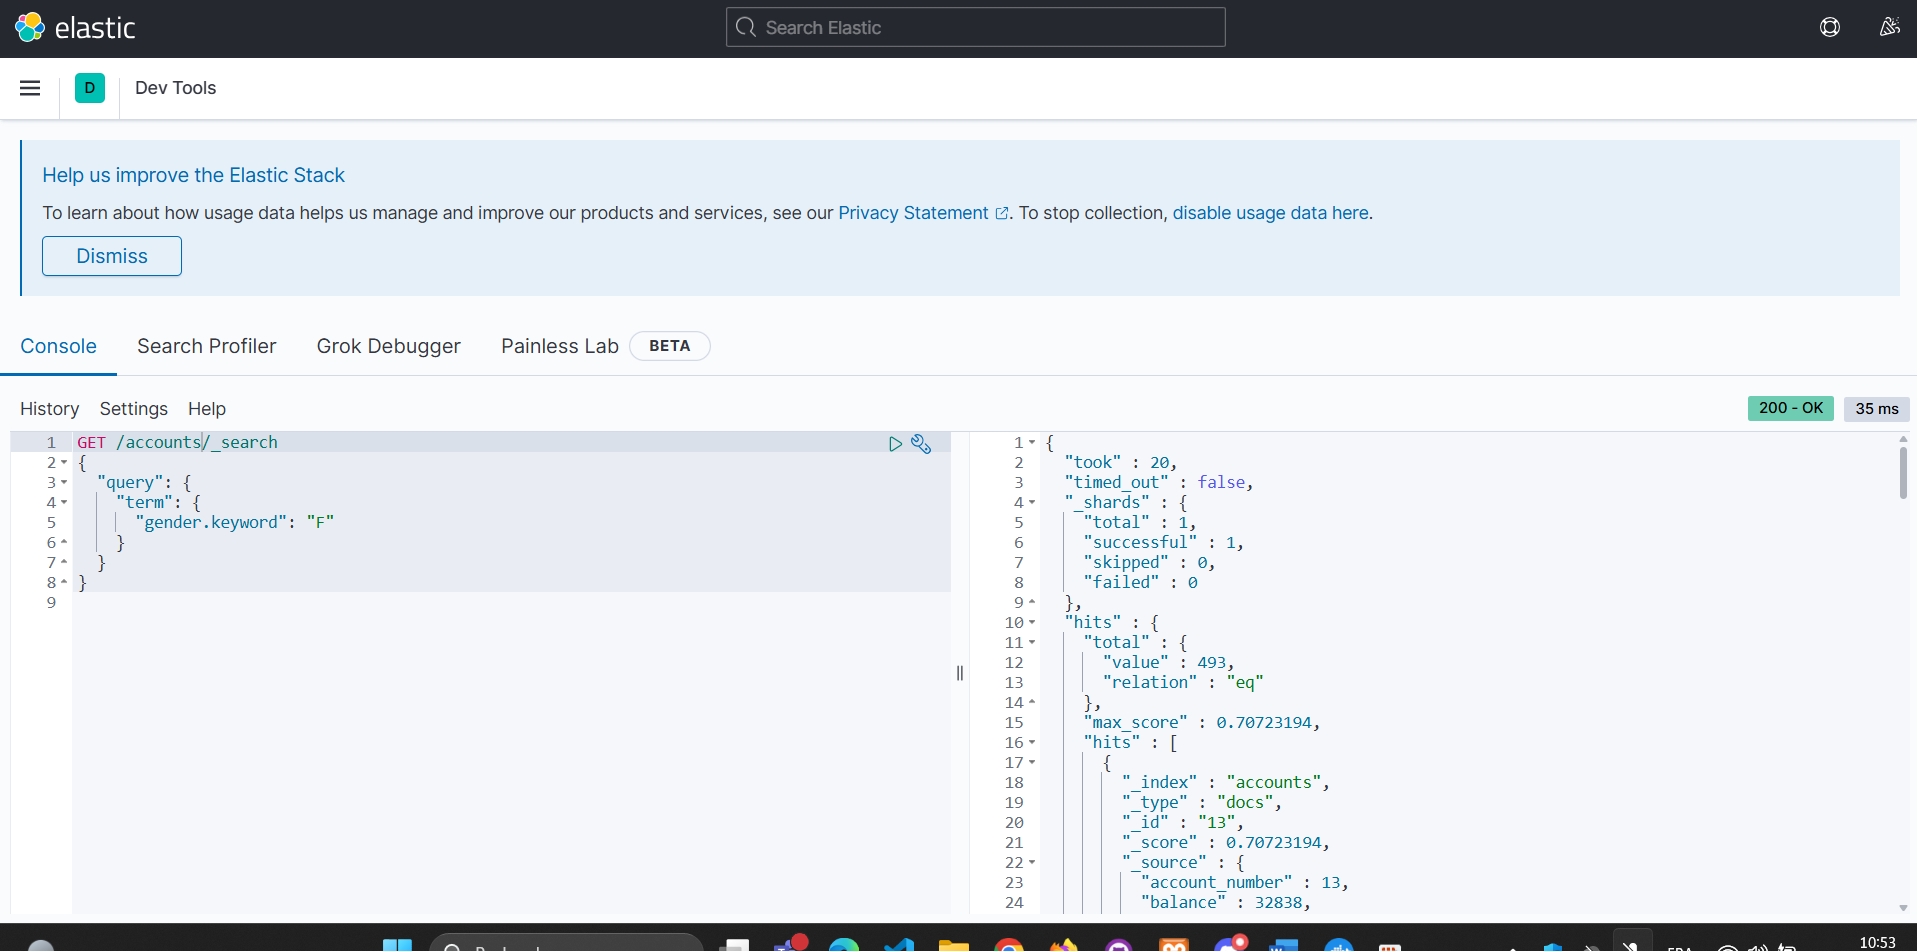 elastic
Search Elastic
D
Dev Tools
Help us improve the Elastic Stack
To learn about how usage data helps us manage and improve our products and services, see our Privacy Statement. To stop collection, disable usage data here.
Dismiss
Console Search Profiler Grok Debugger Painless Lab BETA
History Settings Help
200 - OK 35 ms
1 GET /accounts/_search
2 {
3 "query": {
4 "term": {
5 "gender.keyword": "F"
6 }
7 }
8 }
9
1 {
2 "took" : 20,
3 "timed_out" : false,
4 "_shards" : {
5 "total" : 1,
6 "successful" : 1,
7 "skipped" : 0,
8 "failed" : 0
9 },
10 "hits" : {
11 "total" : {
12 "value" : 493,
13 "relation" : "eq"
14 },
15 "max_score" : 0.70723194,
16 "hits" : [
17 {
18 "_index" : "accounts",
19 "_type" : "docs",
20 "_id" : "13",
21 "_score" : 0.70723194,
22 "_source" : {
23 "account_number" : 13,
24 "balance" : 32838,
10:53